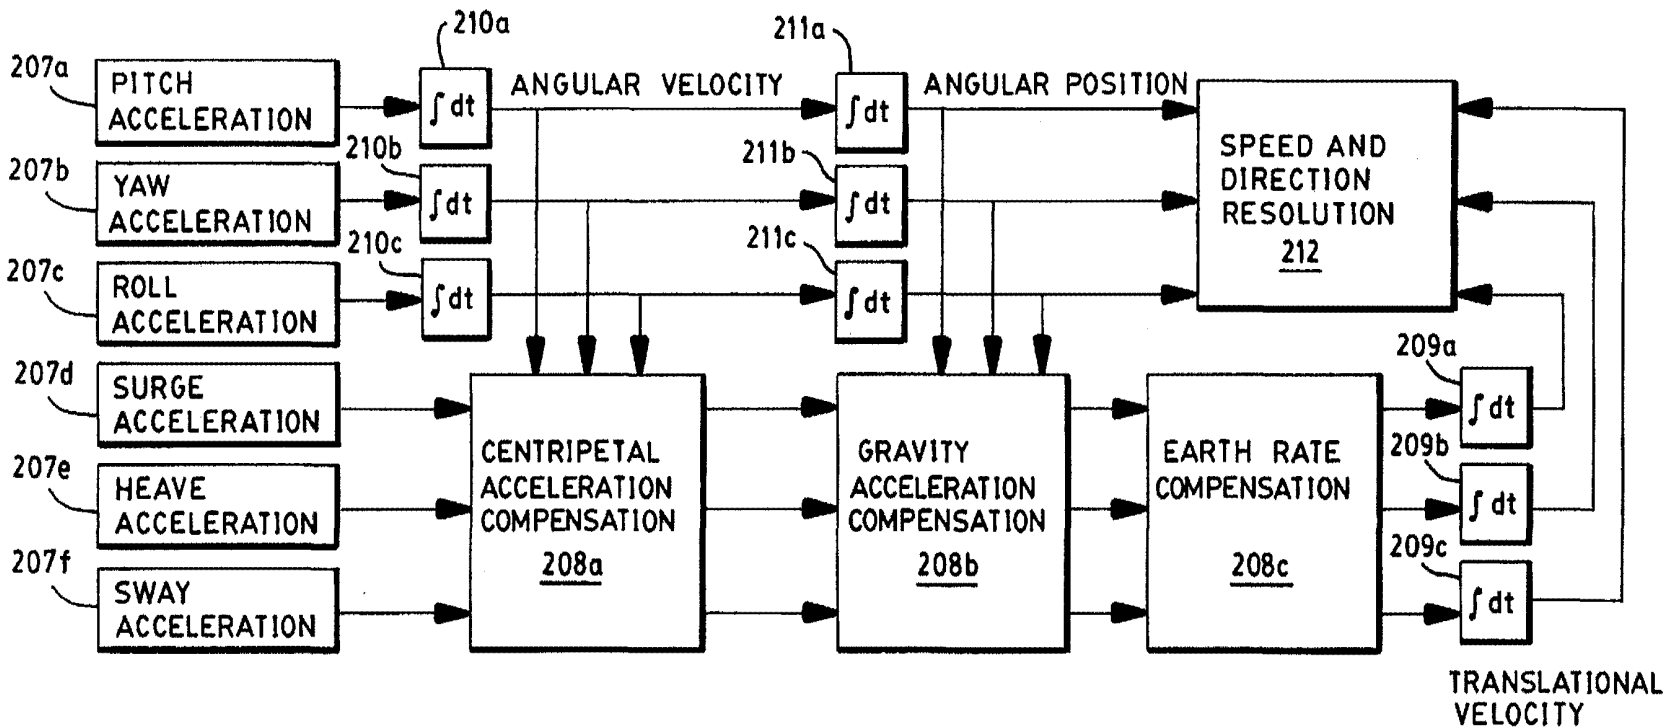 210a
211a
207a
PITCH
ACCELERATION
∫dt
ANGULAR VELOCITY
∫dt
ANGULAR POSITION
207b
YAW
ACCELERATION
210b
∫dt
211b
∫dt
SPEED AND
DIRECTION
RESOLUTION
212
207c
ROLL
ACCELERATION
210c
∫dt
211c
∫dt
207d
SURGE
ACCELERATION
207e
HEAVE
ACCELERATION
207f
SWAY
ACCELERATION
CENTRIPETAL
ACCELERATION
COMPENSATION
208a
GRAVITY
ACCELERATION
COMPENSATION
208b
EARTH RATE
COMPENSATION
208c
209a
∫dt
209b
∫dt
209c
∫dt
TRANSLATIONAL
VELOCITY